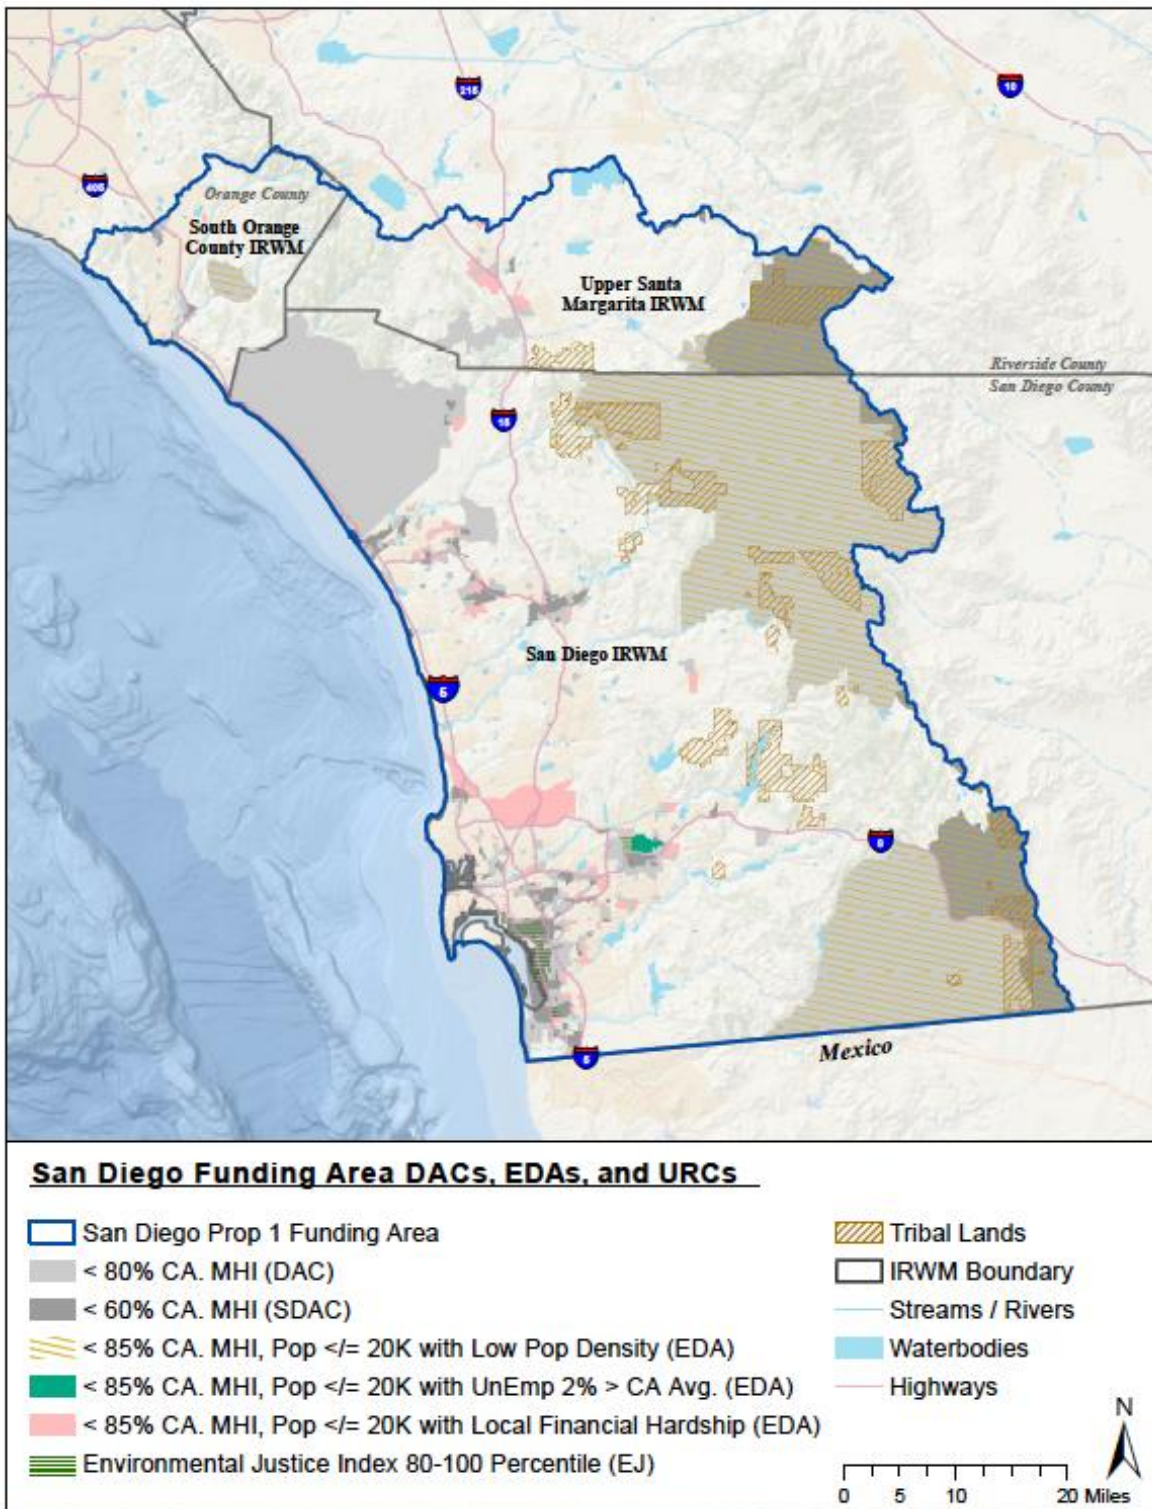 215
10
405
Orange County
South Orange
County IRWM
Upper Santa
Margarita IRWM
Riverside County
San Diego County
15
San Diego IRWM
5
8
5
Mexico
San Diego Funding Area DACs, EDAs, and URCs
San Diego Prop 1 Funding Area
< 80% CA. MHI (DAC)
< 60% CA. MHI (SDAC)
< 85% CA. MHI, Pop </= 20K with Low Pop Density (EDA)
< 85% CA. MHI, Pop </= 20K with UnEmp 2% > CA Avg. (EDA)
< 85% CA. MHI, Pop </= 20K with Local Financial Hardship (EDA)
Environmental Justice Index 80-100 Percentile (EJ)
Tribal Lands
IRWM Boundary
Streams / Rivers
Waterbodies
Highways
N
0 5 10 20 Miles